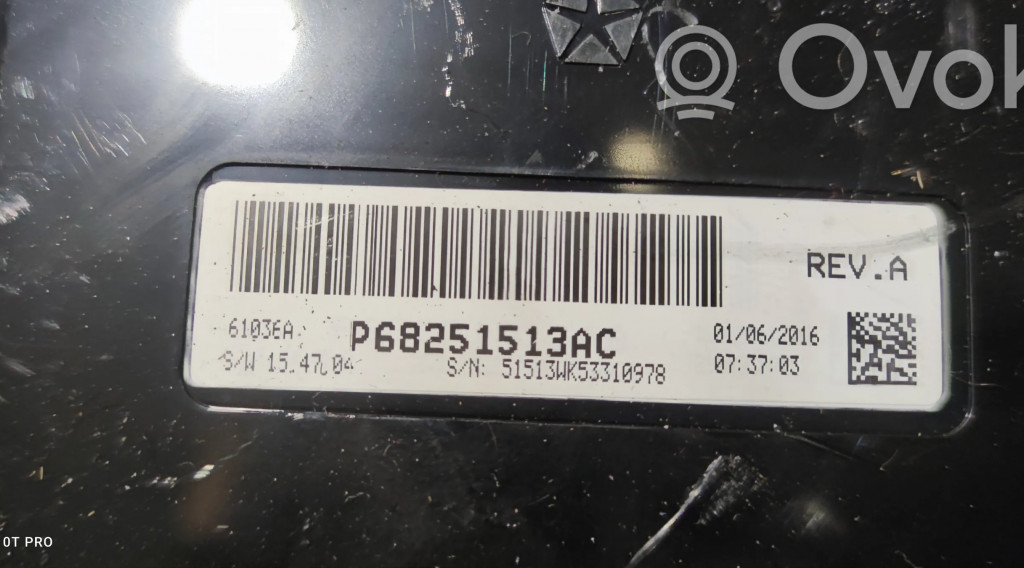 Ovok
REV.A
6103EA
P68251513AC
01/06/2016
S/W 15.47.04
S/N: 51513WK53310978
07:37:03
0T PRO